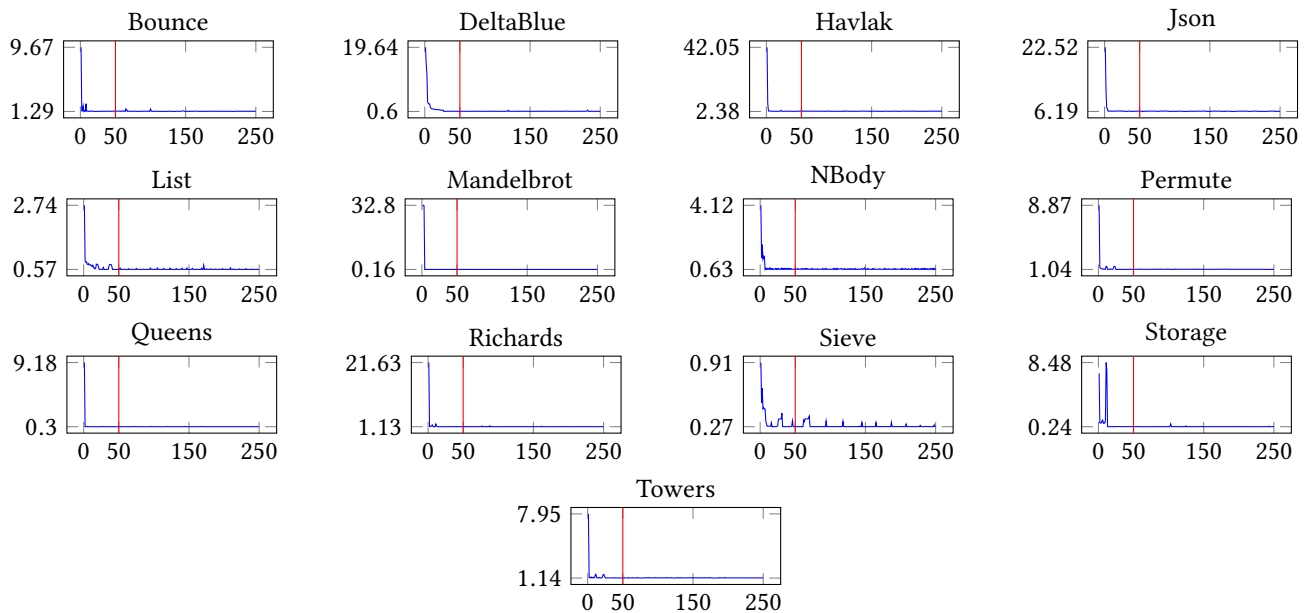 Bounce
9.67
1.29
0 50 150 250
DeltaBlue
19.64
0.6
0 50 150 250
Havlak
42.05
2.38
0 50 150 250
Json
22.52
6.19
0 50 150 250
List
2.74
0.57
0 50 150 250
Mandelbrot
32.8
0.16
0 50 150 250
NBody
4.12
0.63
0 50 150 250
Permute
8.87
1.04
0 50 150 250
Queens
9.18
0.3
0 50 150 250
Richards
21.63
1.13
0 50 150 250
Sieve
0.91
0.27
0 50 150 250
Storage
8.48
0.24
0 50 150 250
Towers
7.95
1.14
0 50 150 250